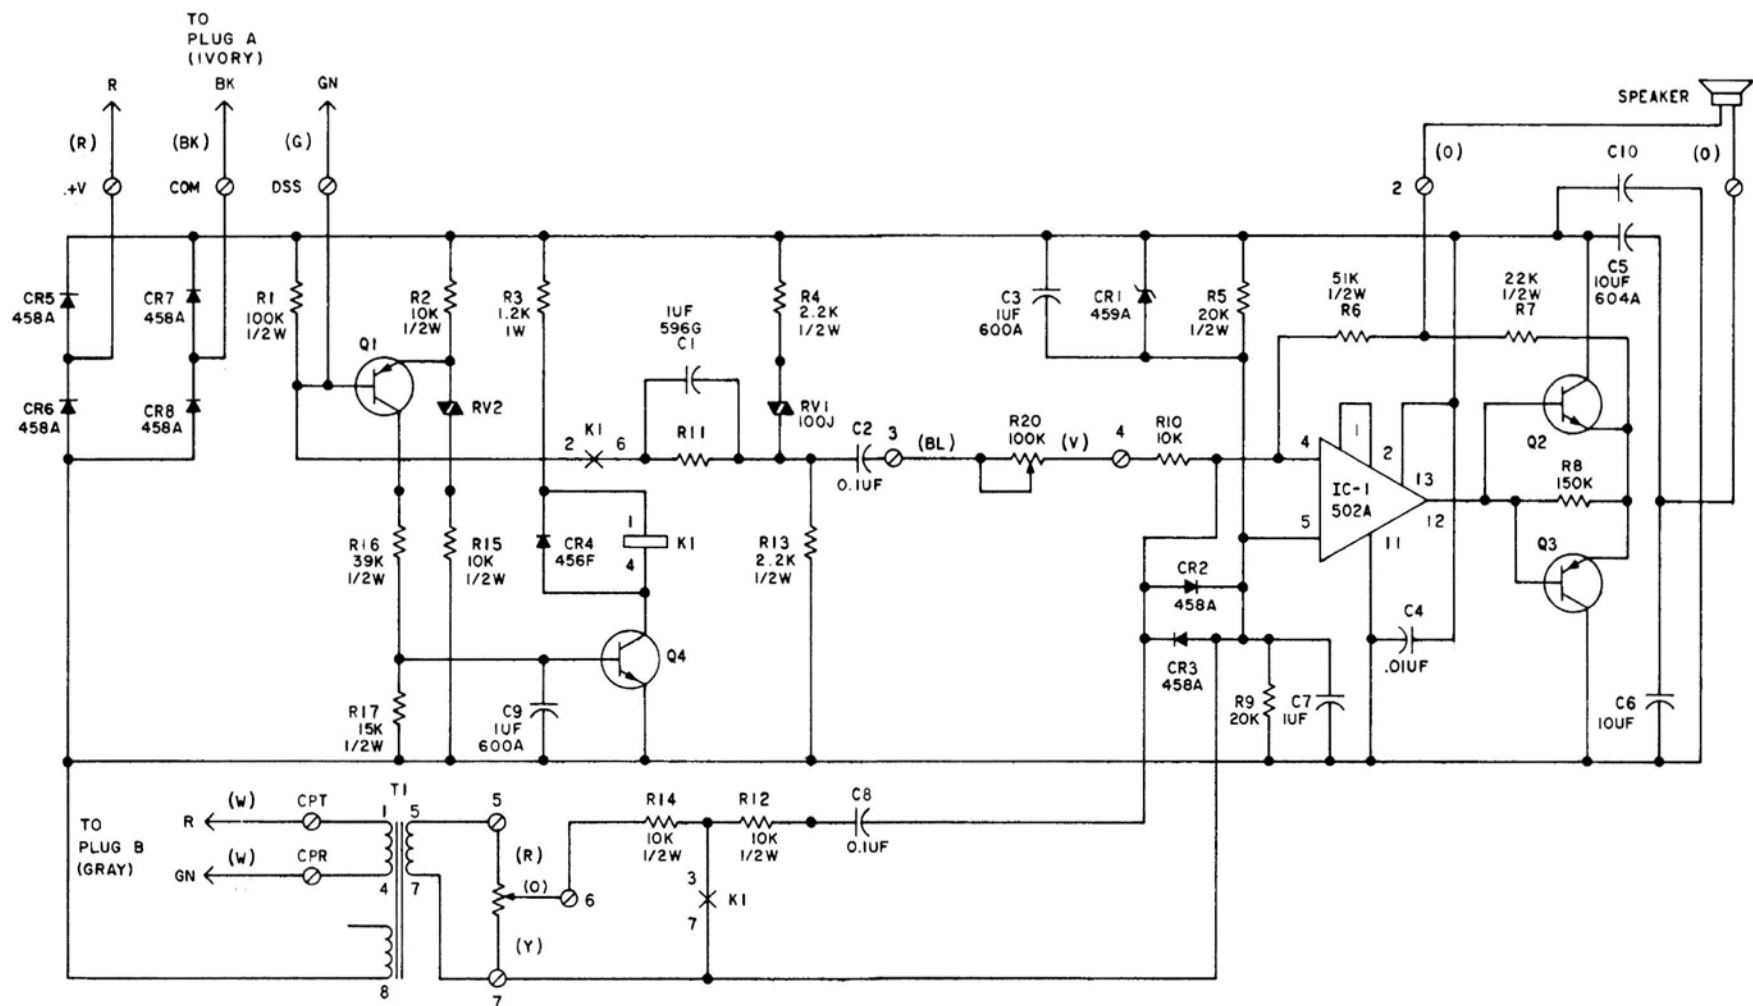 TO
PLUG A
(IVORY)
R
BK
GN
(R)
(BK)
(G)
.+V
COM
DSS
SPEAKER
(O)
C10
(O)
2
CR5
458A
CR7
458A
R1
100K
1/2W
R2
10K
1/2W
R3
1.2K
1W
1UF
596G
C1
R4
2.2K
1/2W
C3
1UF
600A
CR1
459A
R5
20K
1/2W
51K
1/2W
R6
22K
1/2W
R7
C5
10UF
604A
Q1
CR6
458A
CR8
458A
RV2
RV1
100J
K1
2
6
R11
C2
0.1UF
3
(BL)
R20
100K
(V)
4
R10
10K
4
1
2
13
IC-1
502A
5
12
11
Q2
R8
150K
Q3
R16
39K
1/2W
R15
10K
1/2W
CR4
456F
1
K1
4
R13
2.2K
1/2W
CR2
458A
CR3
458A
C4
.01UF
Q4
R17
15K
1/2W
C9
1UF
600A
R9
20K
C7
1UF
C6
10UF
TO
PLUG B
(GRAY)
R
(W)
CPT
GN
(W)
CPR
T1
1
5
4
7
8
5
(R)
(O)
6
(Y)
7
R14
10K
1/2W
R12
10K
1/2W
C8
0.1UF
3
K1
7